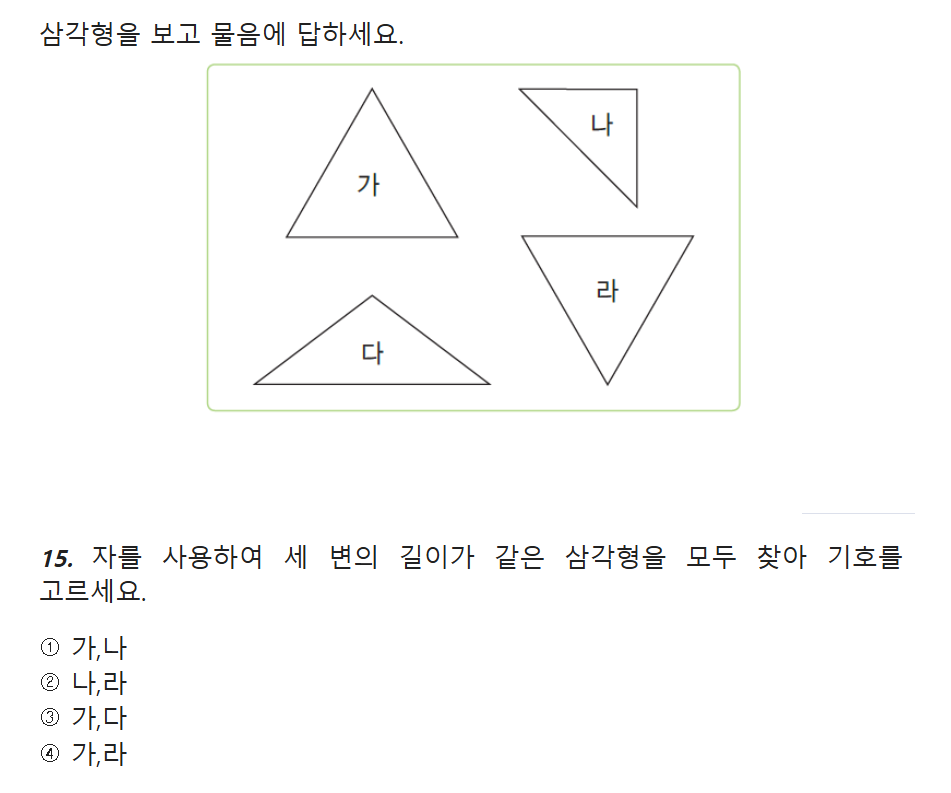 삼각형을 보고 물음에 답하세요.
가
나
다
라
15. 자를 사용하여 세 변의 길이가 같은 삼각형을 모두 찾아 기호를
고르세요.
① 가,나
② 나,라
③ 가,다
④ 가,라